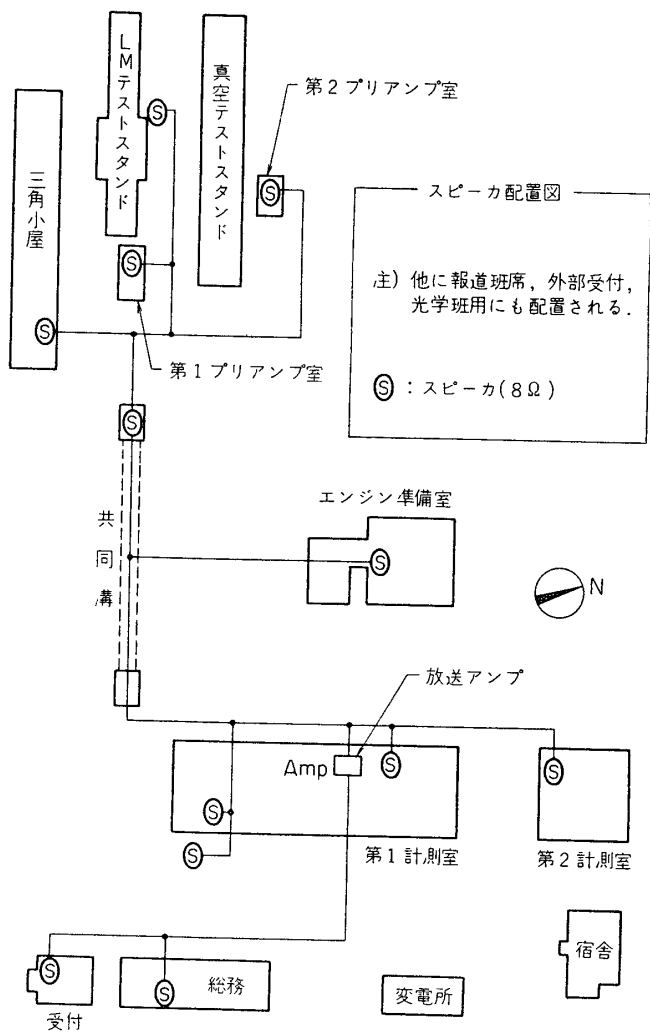 LMテストスタンド
真空テストスタンド
第2プリアンプ室
三角小屋
S
S
S
S
第1プリアンプ室
スピーカ配置図
注) 他に報道班席, 外部受付,
光学班用にも配置される.
S : スピーカ(8Ω)
S
共同溝
エンジン準備室
S
N
放送アンプ
Amp
S
S
S
S
第1計測室
第2計測室
S
受付
S
総務
変電所
宿舎